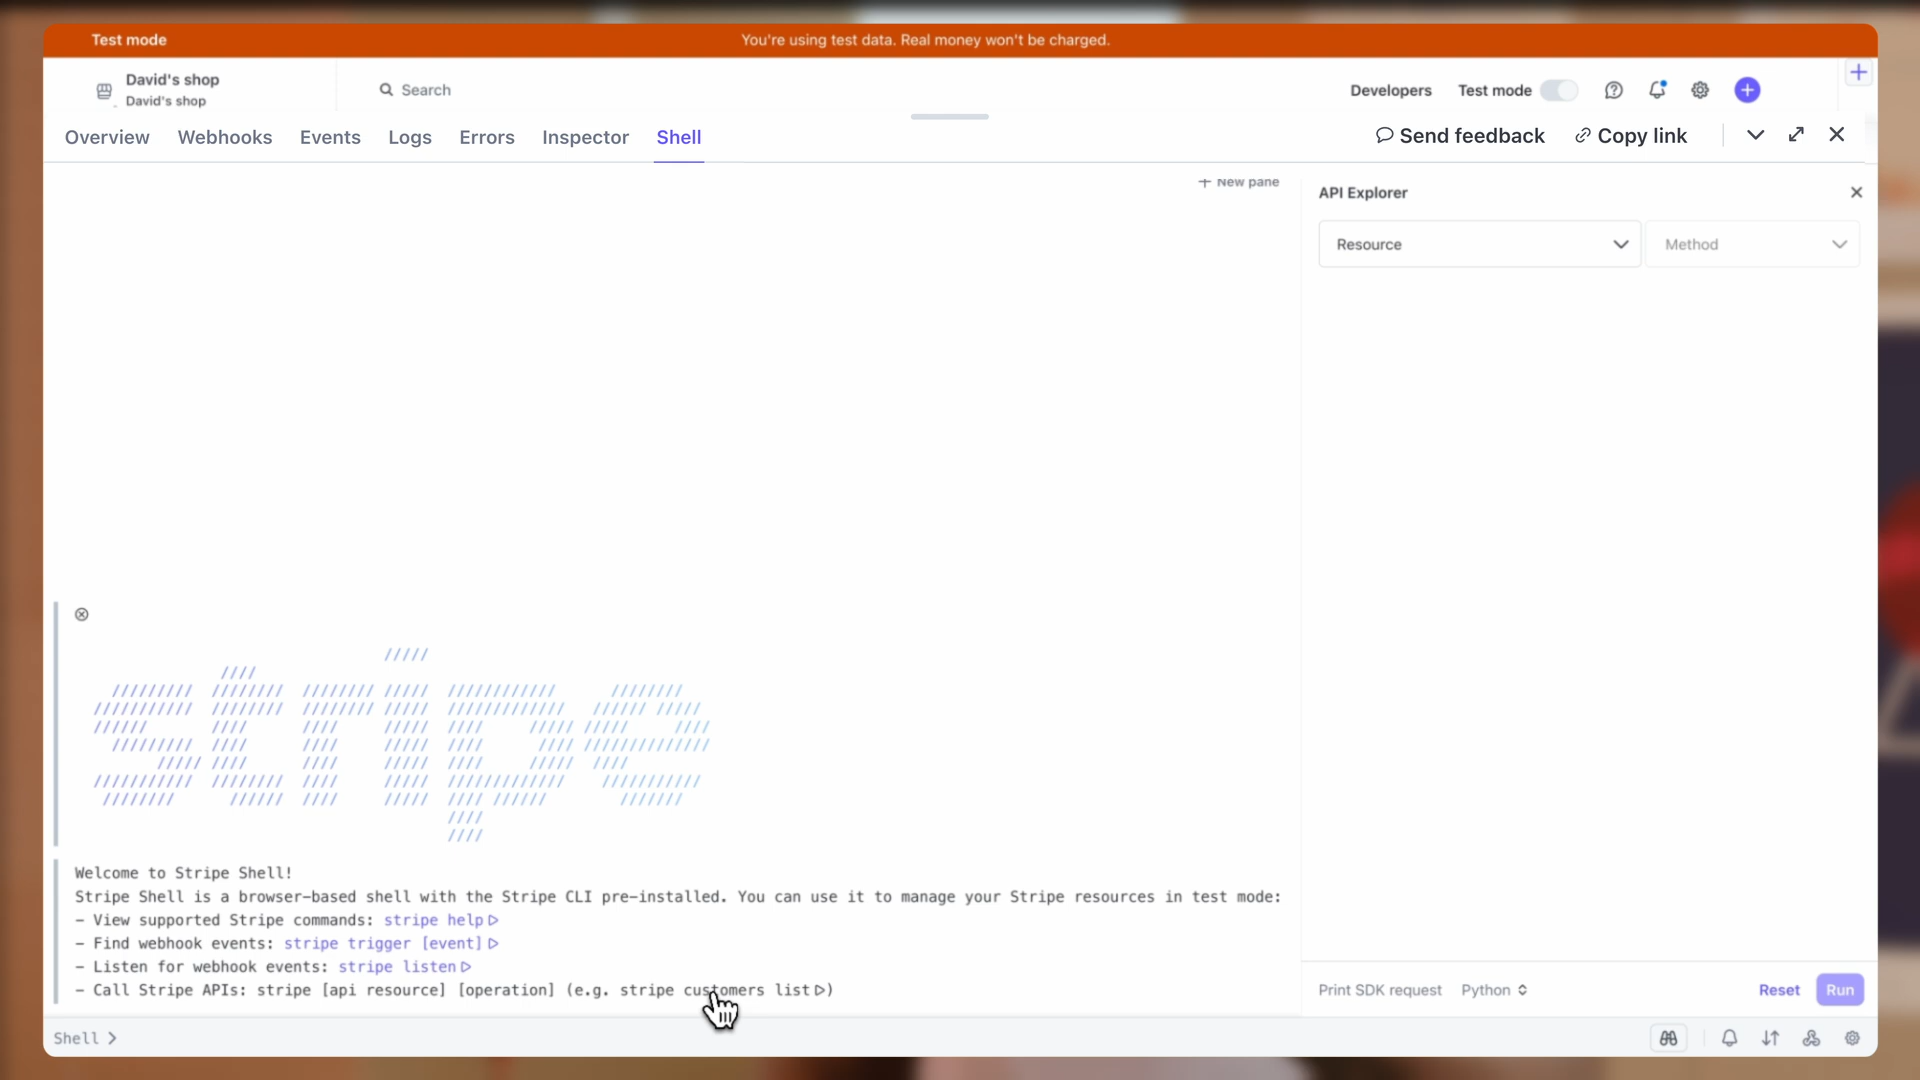 Test mode
You're using test data. Real money won't be charged.
David's shop
David's shop
Search
Developers
Test mode
Overview
Webhooks
Events
Logs
Errors
Inspector
Shell
Send feedback
Copy link
New pane
API Explorer
Resource
Method
stripe
Welcome to Stripe Shell!
Stripe Shell is a browser-based shell with the Stripe CLI pre-installed. You can use it to manage your Stripe resources in test mode:
- View supported Stripe commands: stripe help
- Find webhook events: stripe trigger [event]
- Listen for webhook events: stripe listen
- Call Stripe APIs: stripe [api resource] [operation] (e.g. stripe customers list)
Print SDK request
Python
Reset
Run
Shell